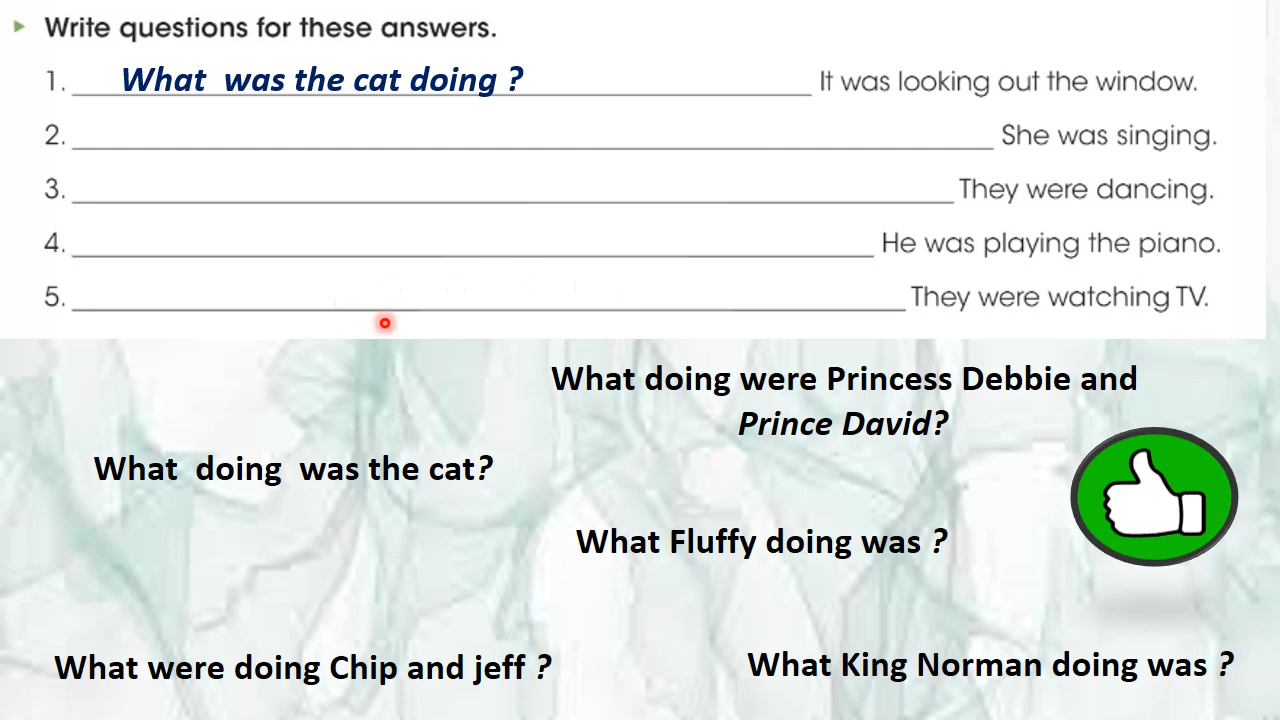 Write questions for these answers.
1. What was the cat doing ? It was looking out the window.
2. She was singing.
3. They were dancing.
4. He was playing the piano.
5. They were watching TV.
What doing were Princess Debbie and
Prince David?
What doing was the cat?
What Fluffy doing was ?
What were doing Chip and jeff ?
What King Norman doing was ?